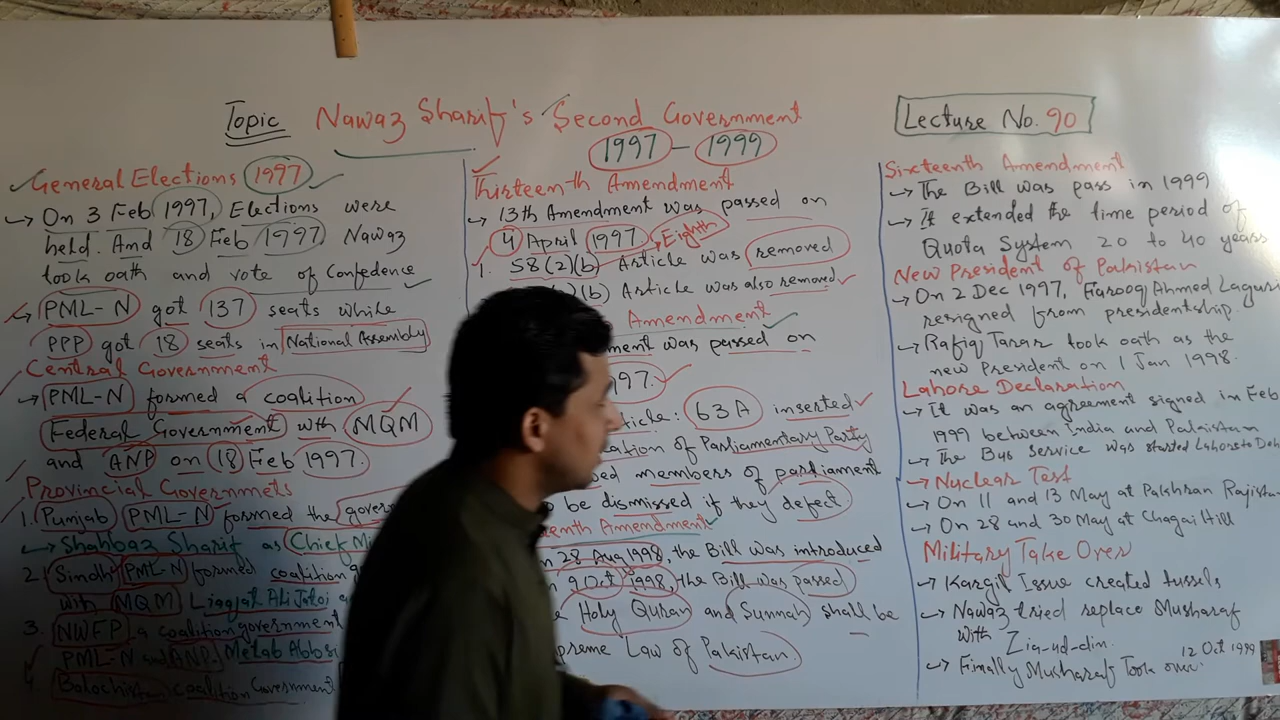 Topic Nawaz Sharif's Second Government
1997 - 1999
Lecture No. 90
General Elections 1997
→ On 3 Feb 1997, Elections were
held. And 18 Feb 1997 Nawaz
took oath and vote of Confedence
→ PML-N got 137 seats while
PPP got 18 seats in National Assembly
Central Government
→ PML-N formed a coalition
Federal Government with MQM
and ANP on 18 Feb 1997.
Provincial Governmets
1. Punjab PML-N formed the
→ Shahbaz Sharif as Chief
2. Sindh PML-N formed coalition
with MQM Liaqat Ali Jatoi
3. NWFP a coalition government
PML-N and ANP. Metab
4. Balochistan coalition Government
Thirteenth Amendment
→ 13th Amendment was passed on
4 April 1997 Eighth
1. 58(2)(b) Article was removed
(2)(b) Article was also removed
Amendment
was passed on
63A inserted
of Parliamentary Party
members of parliament
be dismissed if they defect
Amendment
28 Aug 1998, the Bill was introduced
9 Oct 1998, the Bill was passed
Holy Quran and Sunnah shall be
Law of Pakistan.
Sixteenth Amendment
→ The Bill was pass in 1999
→ It extended the time period of
Quota System 20 to 40 years
New President of Pakistan
→ On 2 Dec 1997, Farooq Ahmed Lagari
resigned from presidentship.
→ Rafiq Tarar took oath as the
new President on 1 Jan 1998.
Lahore Declaration
→ It was an agreement signed in Feb
1999 between India and Pakistan
→ The Bus Service was started Lahore to
→ Nuclear Test
→ On 11 and 13 May at Pakhran
→ On 28 and 30 May at Chagai Hill
Military Take Over
→ Kargil Issue created tussels
→ Nawaz tried replace Musharaf
with Zia-ud-din.
→ Finally Musharaf Took over 12 Oct 1999